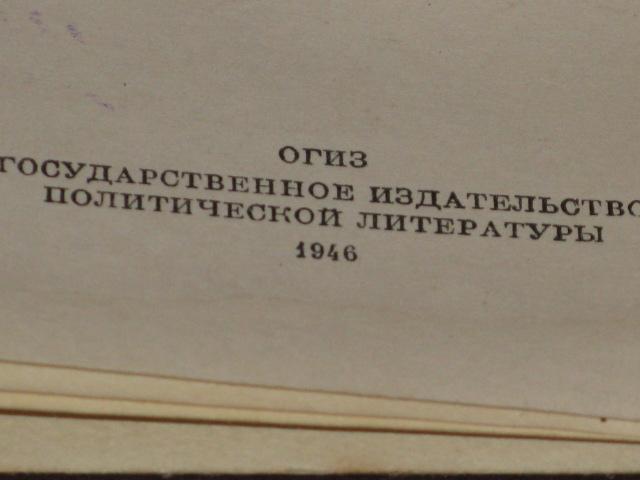 ОГИЗ
ГОСУДАРСТВЕННОЕ ИЗДАТЕЛЬСТВО
ПОЛИТИЧЕСКОЙ ЛИТЕРАТУРЫ
1946